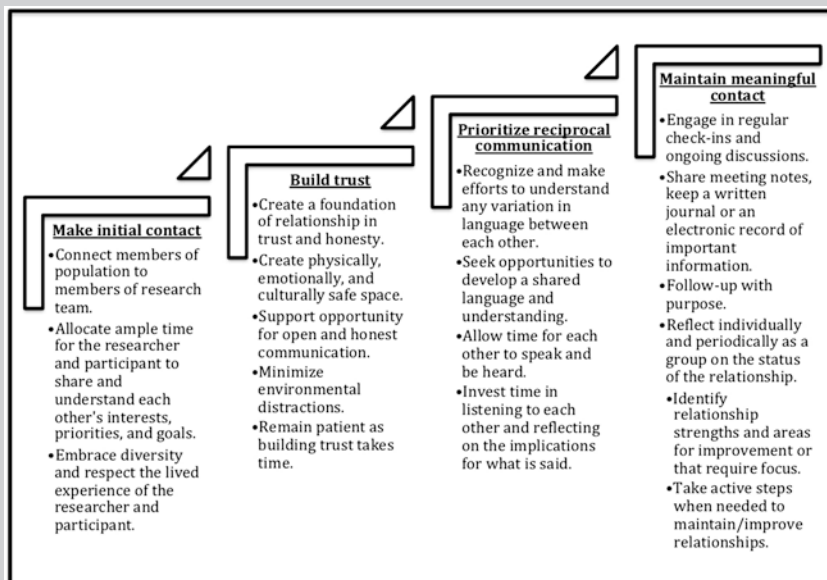 Make initial contact
•Connect members of
population to
members of research
team.
•Allocate ample time
for the researcher
and participant to
share and
understand each
other's interests,
priorities, and goals.
•Embrace diversity
and respect the lived
experience of the
researcher and
participant.
Build trust
•Create a foundation
of relationship in
trust and honesty.
•Create physically,
emotionally, and
culturally safe space.
•Support opportunity
for open and honest
communication.
•Minimize
environmental
distractions.
•Remain patient as
building trust takes
time.
Prioritize reciprocal
communication
•Recognize and make
efforts to understand
any variation in
language between
each other.
•Seek opportunities to
develop a shared
language and
understanding.
•Allow time for each
other to speak and
be heard.
•Invest time in
listening to each
other and reflecting
on the implications
for what is said.
Maintain meaningful
contact
•Engage in regular
check-ins and
ongoing discussions.
•Share meeting notes,
keep a written
journal or an
electronic record of
important
information.
•Follow-up with
purpose.
•Reflect individually
and periodically as a
group on the status
of the relationship.
•Identify
relationship
strengths and areas
for improvement or
that require focus.
•Take active steps
when needed to
maintain/improve
relationships.